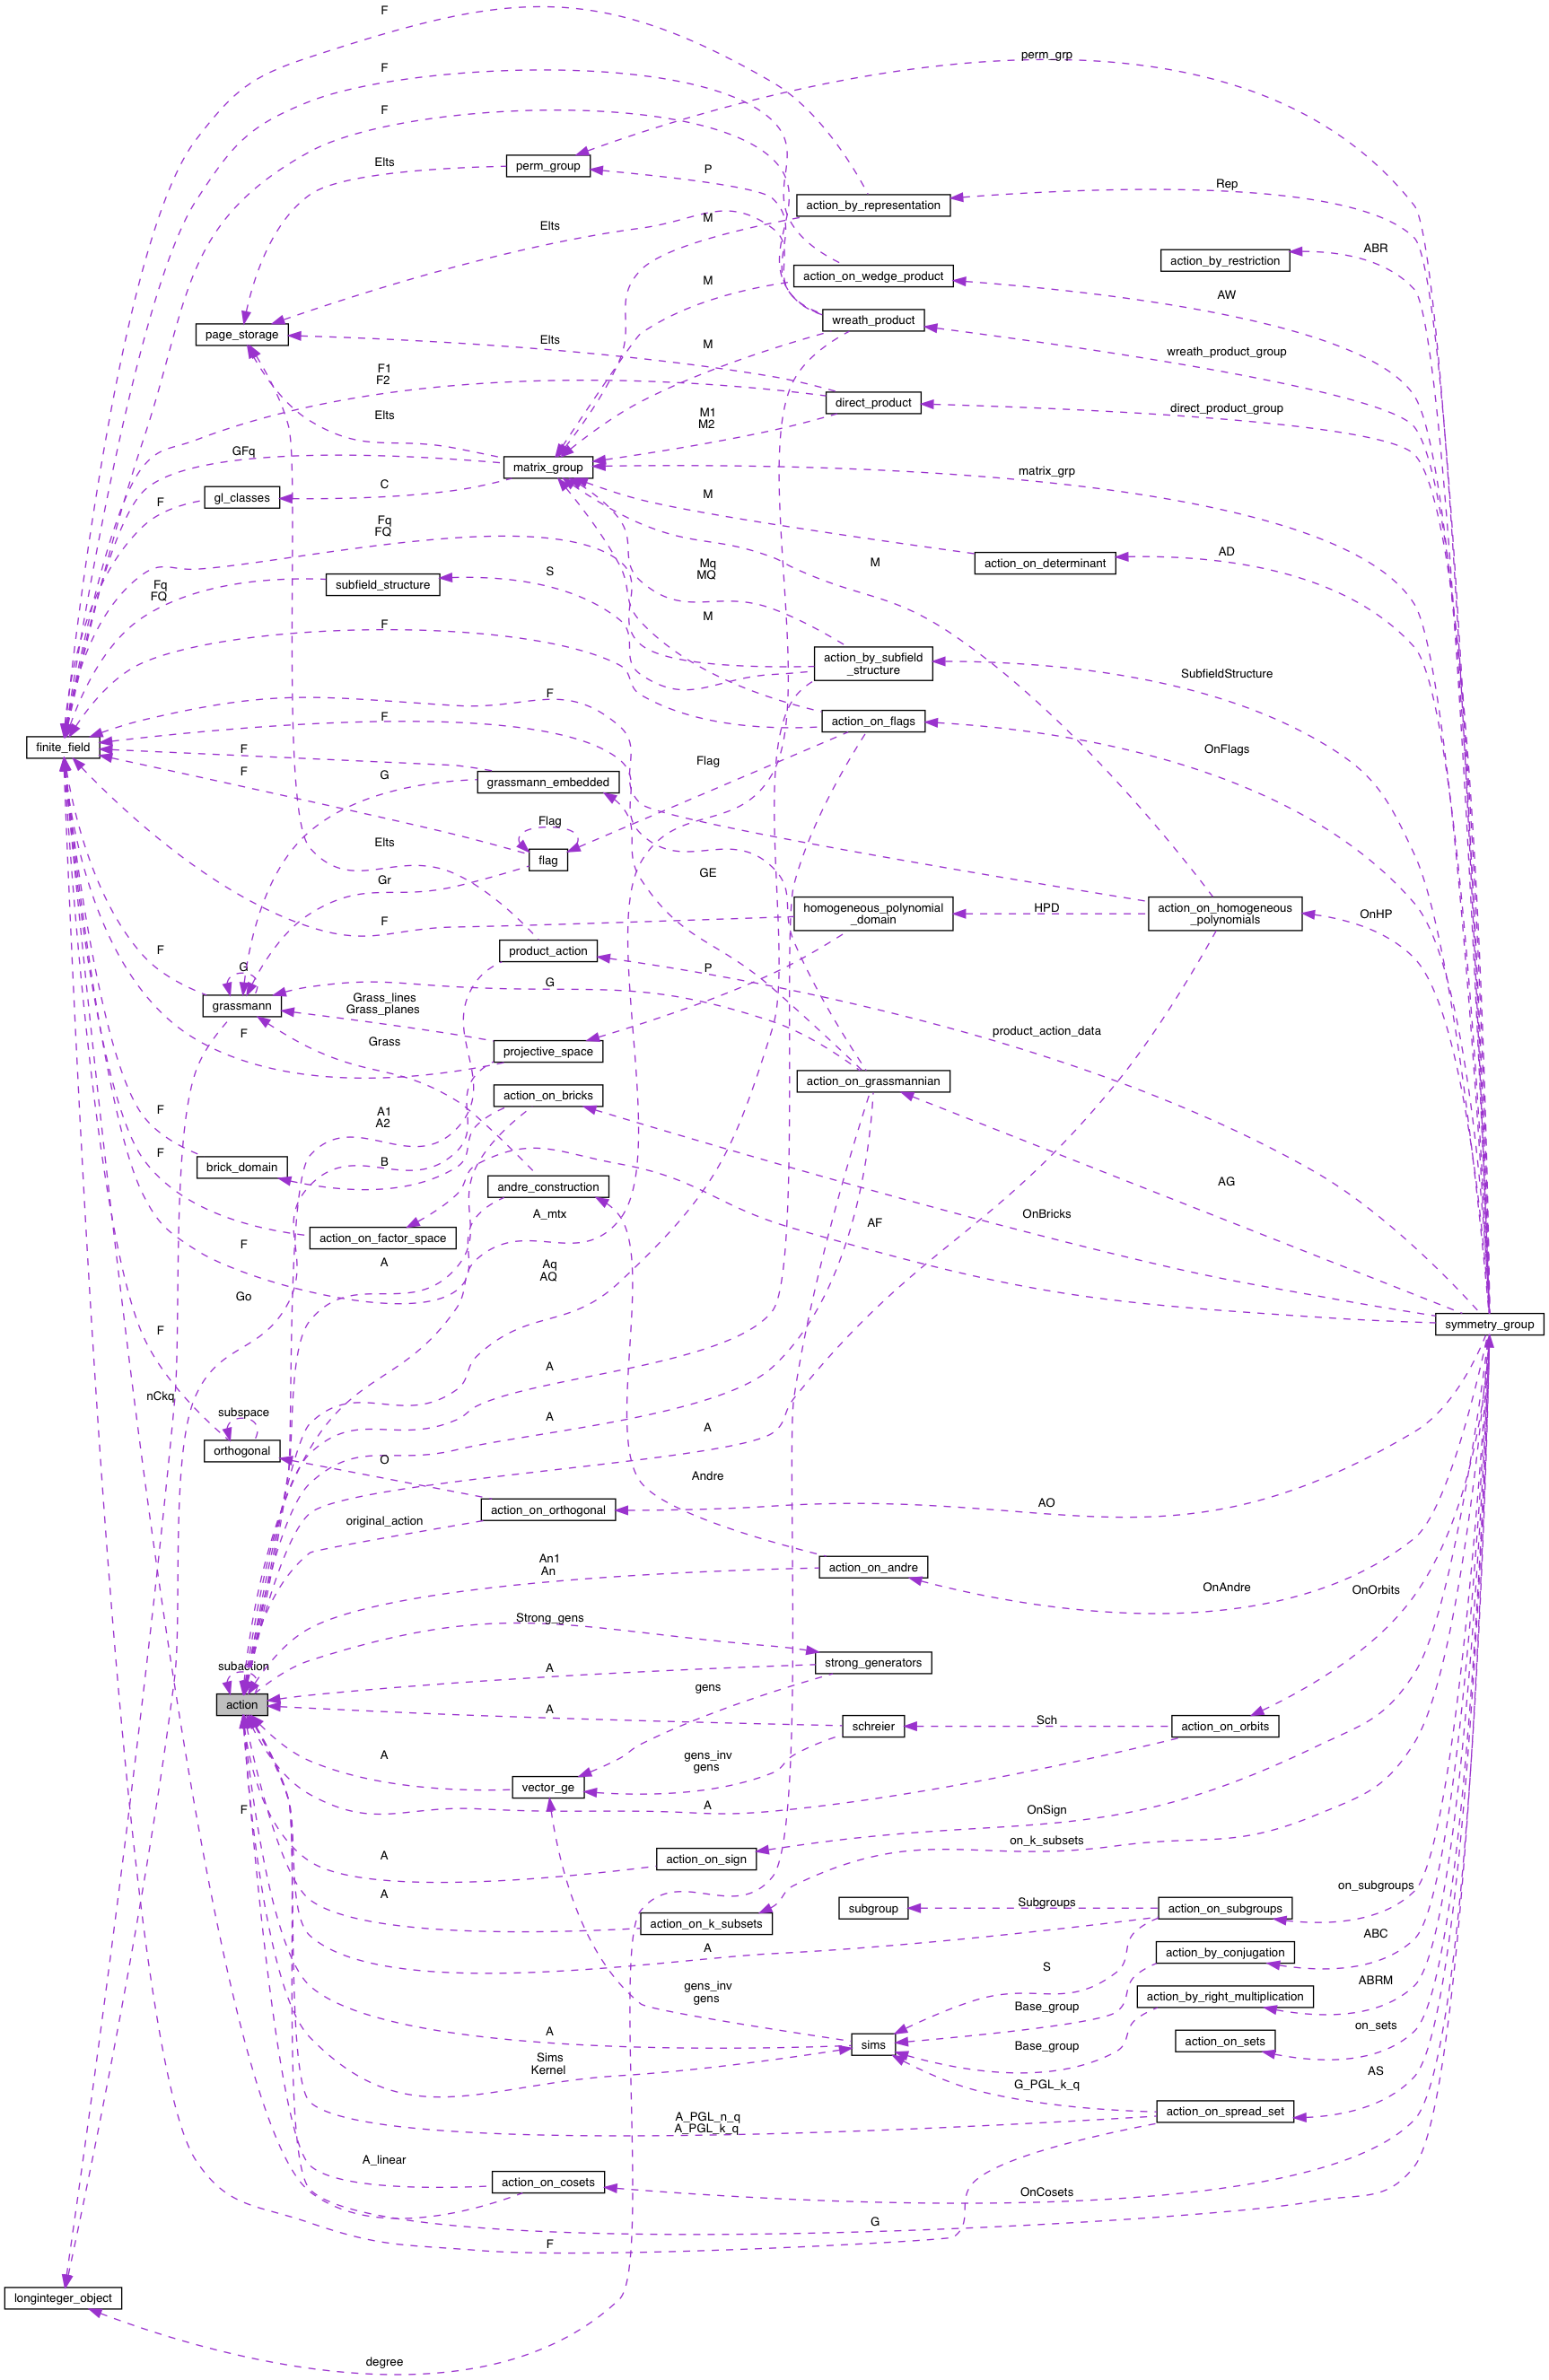 F
perm_grp
F
F
perm_group
Elts
P
Rep
action_by_representation
M
Elts
ABR
action_by_restriction
action_on_wedge_product
M
AW
wreath_product
page_storage
Elts
M
wreath_product_group
F1
F2
direct_product
direct_product_group
M1
M2
Elts
GFq
matrix_group
matrix_grp
C
gl_classes
F
M
Fq
FQ
AD
action_on_determinant
M
S
Mq
MQ
subfield_structure
Fq
FQ
M
F
action_by_subfield
_structure
SubfieldStructure
F
F
action_on_flags
finite_field
F
OnFlags
F
G
grassmann_embedded
Flag
Flag
flag
Elts
Gr
GE
homogeneous_polynomial
_domain
HPD
action_on_homogeneous
_polynomials
OnHP
F
F
product_action
G
P
G
grassmann
Grass_lines
Grass_planes
product_action_data
F
Grass
projective_space
action_on_grassmannian
action_on_bricks
F
A1
A2
brick_domain
B
F
andre_construction
AG
A_mtx
OnBricks
action_on_factor_space
AF
F
A
Aq
AQ
Go
symmetry_group
F
A
nCkq
subspace
A
A
orthogonal
O
Andre
action_on_orthogonal
AO
original_action
An1
An
action_on_andre
OnAndre
OnOrbits
Strong_gens
subaction
A
strong_generators
gens
action
A
schreier
Sch
action_on_orbits
A
gens_inv
gens
vector_ge
F
A
OnSign
on_k_subsets
A
action_on_sign
A
on_subgroups
Subgroups
subgroup
action_on_subgroups
action_on_k_subsets
ABC
A
action_by_conjugation
S
ABRM
gens_inv
gens
Base_group
action_by_right_multiplication
on_sets
A
sims
Base_group
action_on_sets
Sims
Kernel
AS
G_PGL_k_q
A_PGL_n_q
A_PGL_k_q
action_on_spread_set
A_linear
action_on_cosets
OnCosets
G
F
longinteger_object
degree